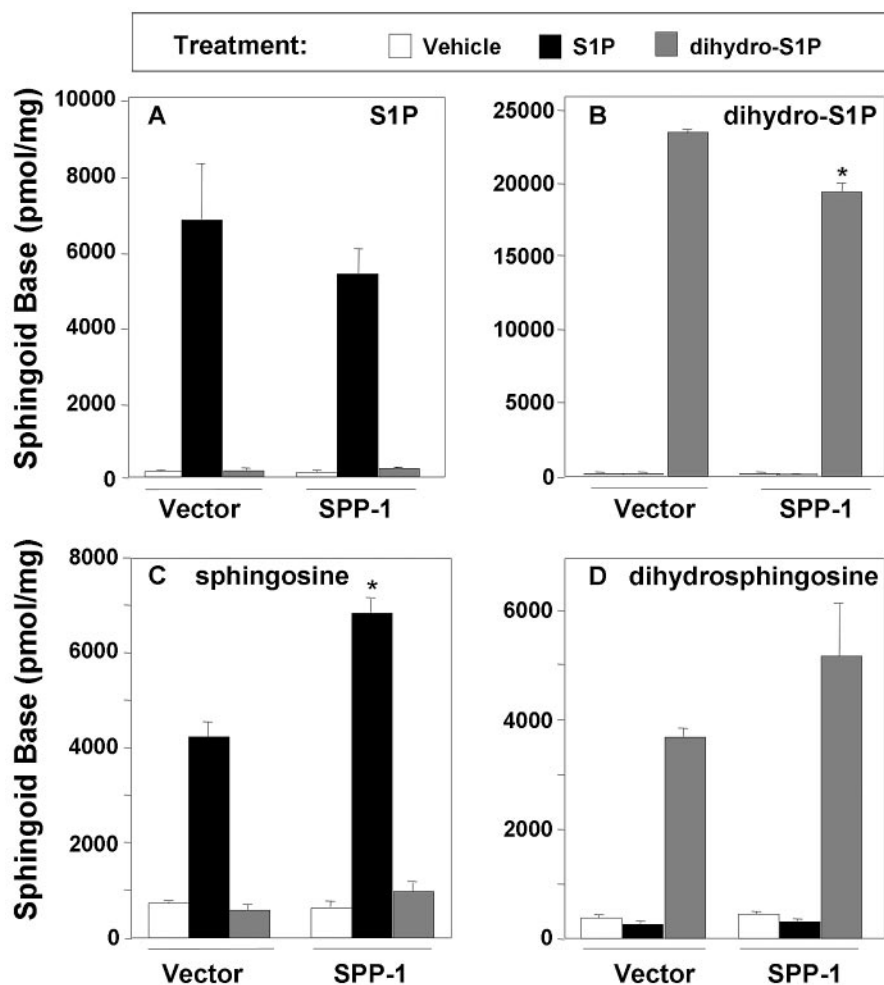 Treatment: Vehicle S1P dihydro-S1P
A S1P
Sphingoid Base (pmol/mg)
10000
8000
6000
4000
2000
0
Vector SPP-1
B dihydro-S1P
25000
20000
15000
10000
5000
0
*
Vector SPP-1
C sphingosine
Sphingoid Base (pmol/mg)
8000
6000
4000
2000
0
*
Vector SPP-1
D dihydrosphingosine
6000
4000
2000
0
Vector SPP-1